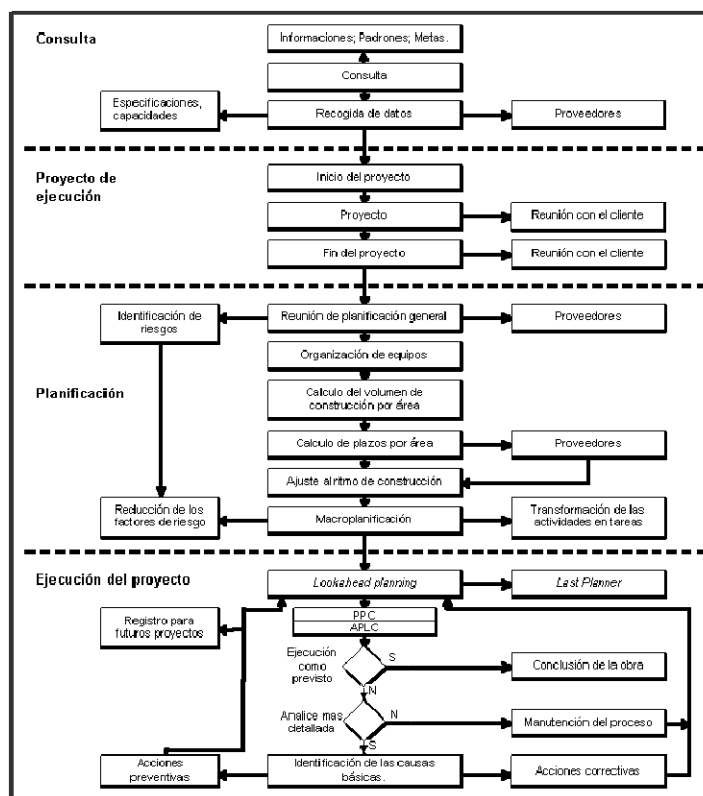 Consulta
Informaciones; Padrones; Metas.
Consulta
Especificaciones,
capacidades
Recogida de datos
Proveedores
Proyecto de
ejecución
Inicio del proyecto
Proyecto
Reunión con el cliente
Fin del proyecto
Reunión con el cliente
Planificación
Identificación de
riesgos
Reunión de planificación general
Proveedores
Organización de equipos
Calculo del volumen de
construcción por área
Calculo de plazos por área
Proveedores
Ajuste al ritmo de construcción
Reducción de los
factores de riesgo
Macroplanificación
Transformación de las
actividades en tareas
Ejecución del proyecto
Lookahead planning
Last Planner
Registro para
futuros proyectos
PPC
APLC
Ejecución
como
previsto
S
Conclusión de la obra
N
Analice mas
detallada
N
Manutención del proceso
S
Acciones
preventivas
Identificación de las causas
básicas.
Acciones correctivas